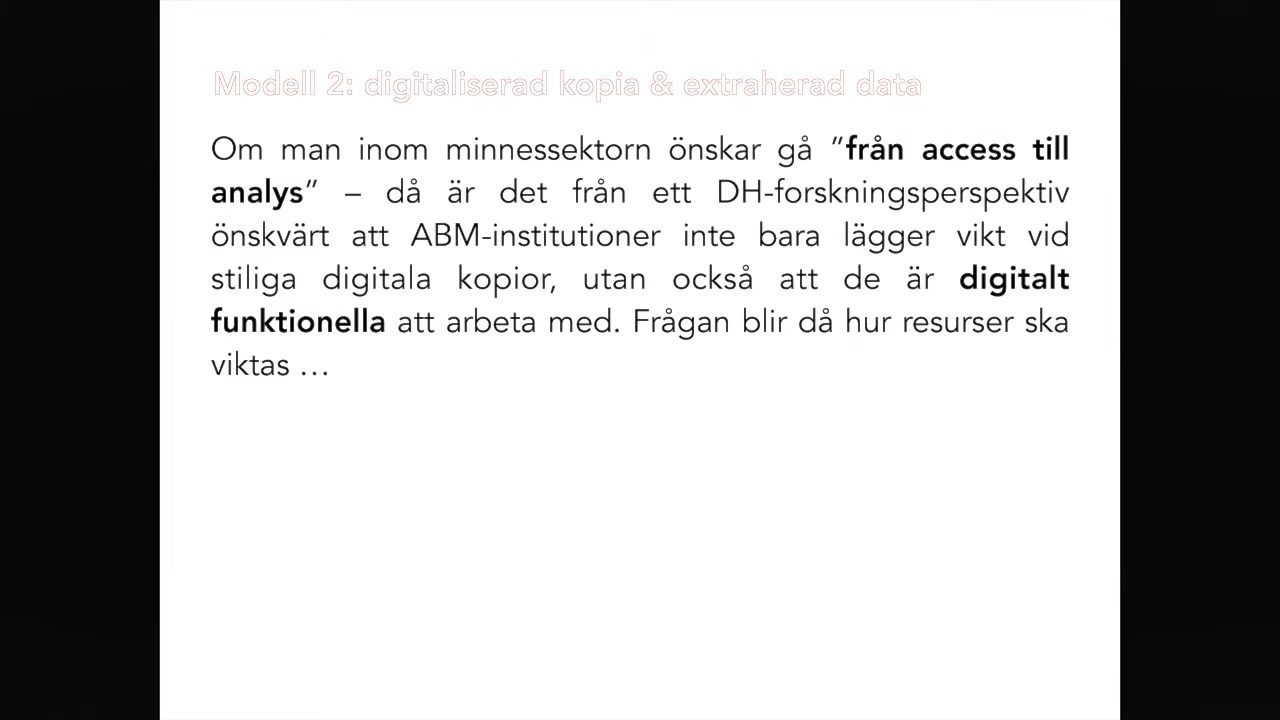 Modell 2: digitaliserad kopia & extraherad data
Om man inom minnessektorn önskar gå ”från access till
analys” – då är det från ett DH-forskningsperspektiv
önskvärt att ABM-institutioner inte bara lägger vikt vid
stiliga digitala kopior, utan också att de är digitalt
funktionella att arbeta med. Frågan blir då hur resurser ska
viktas …